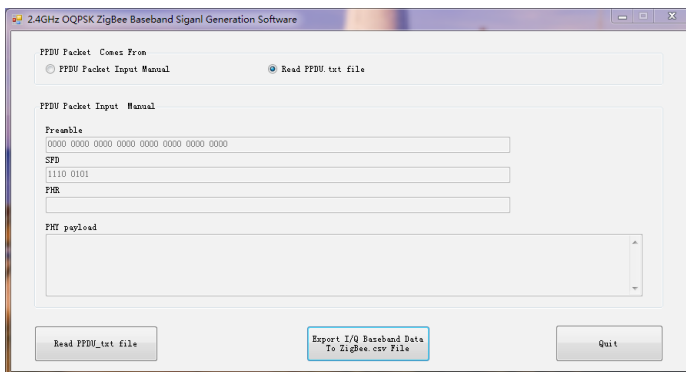 2.4GHz OQPSK ZigBee Baseband Siganl Generation Software
PPDU Packet Comes From
PPDU Packet Input Manual
Read PPDU.txt file
PPDU Packet Input Manual
Preamble
0000 0000 0000 0000 0000 0000 0000 0000
SFD
1110 0101
PHR
PHY payload
Read PPDU_txt file
Export I/Q Baseband Data
To ZigBee.csv File
Quit